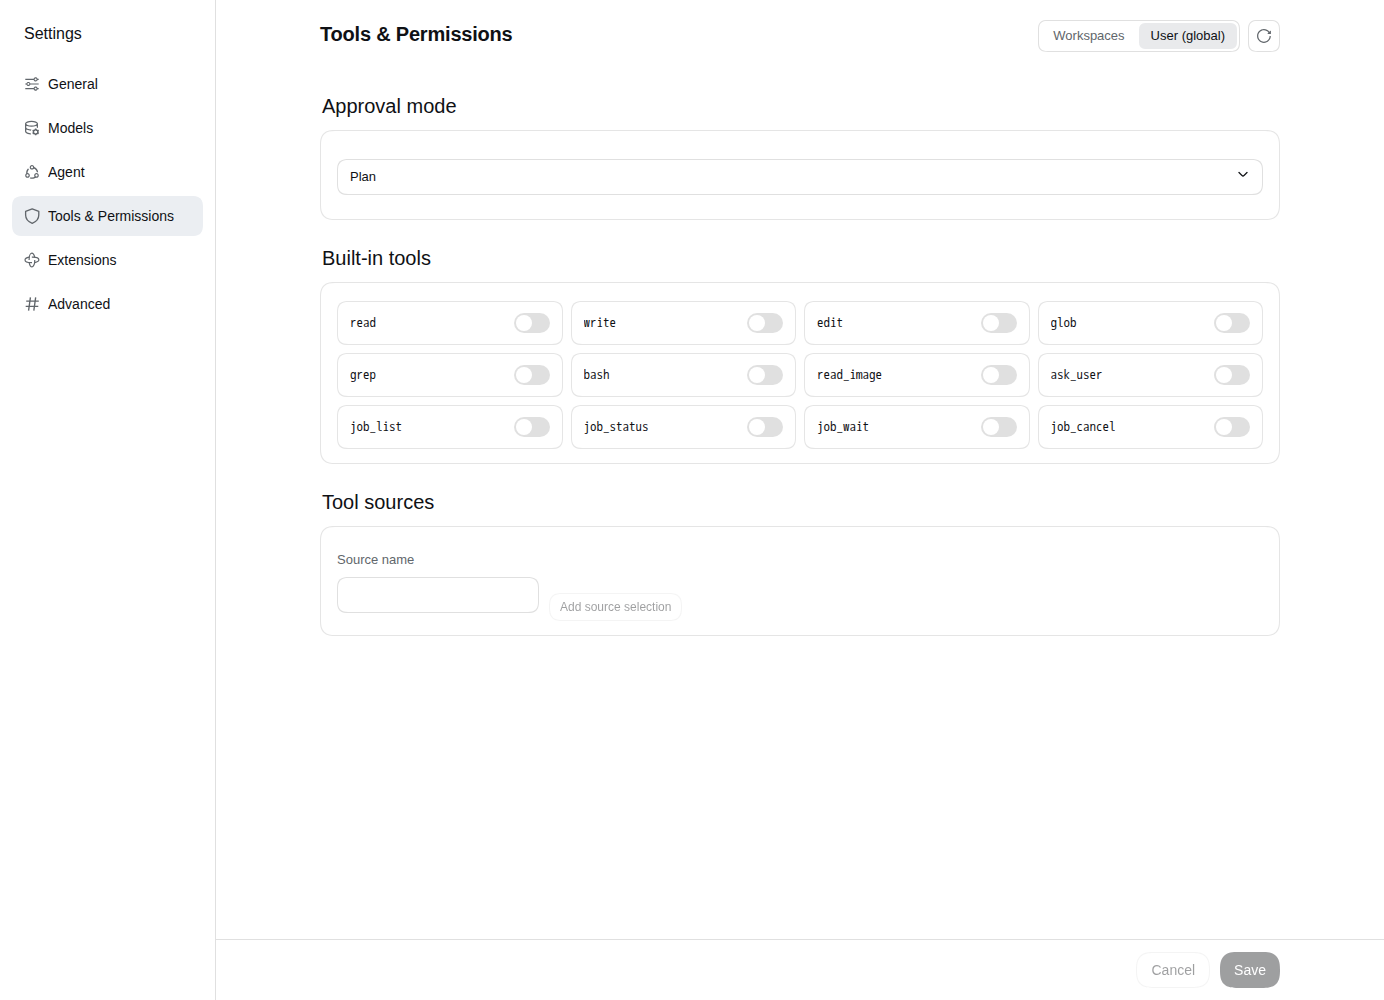 Settings
General
Models
Agent
Tools & Permissions
Extensions
Advanced
Tools & Permissions
Workspaces
User (global)
Approval mode
Plan
Built-in tools
read
write
edit
glob
grep
bash
read_image
ask_user
job_list
job_status
job_wait
job_cancel
Tool sources
Source name
Add source selection
Cancel
Save